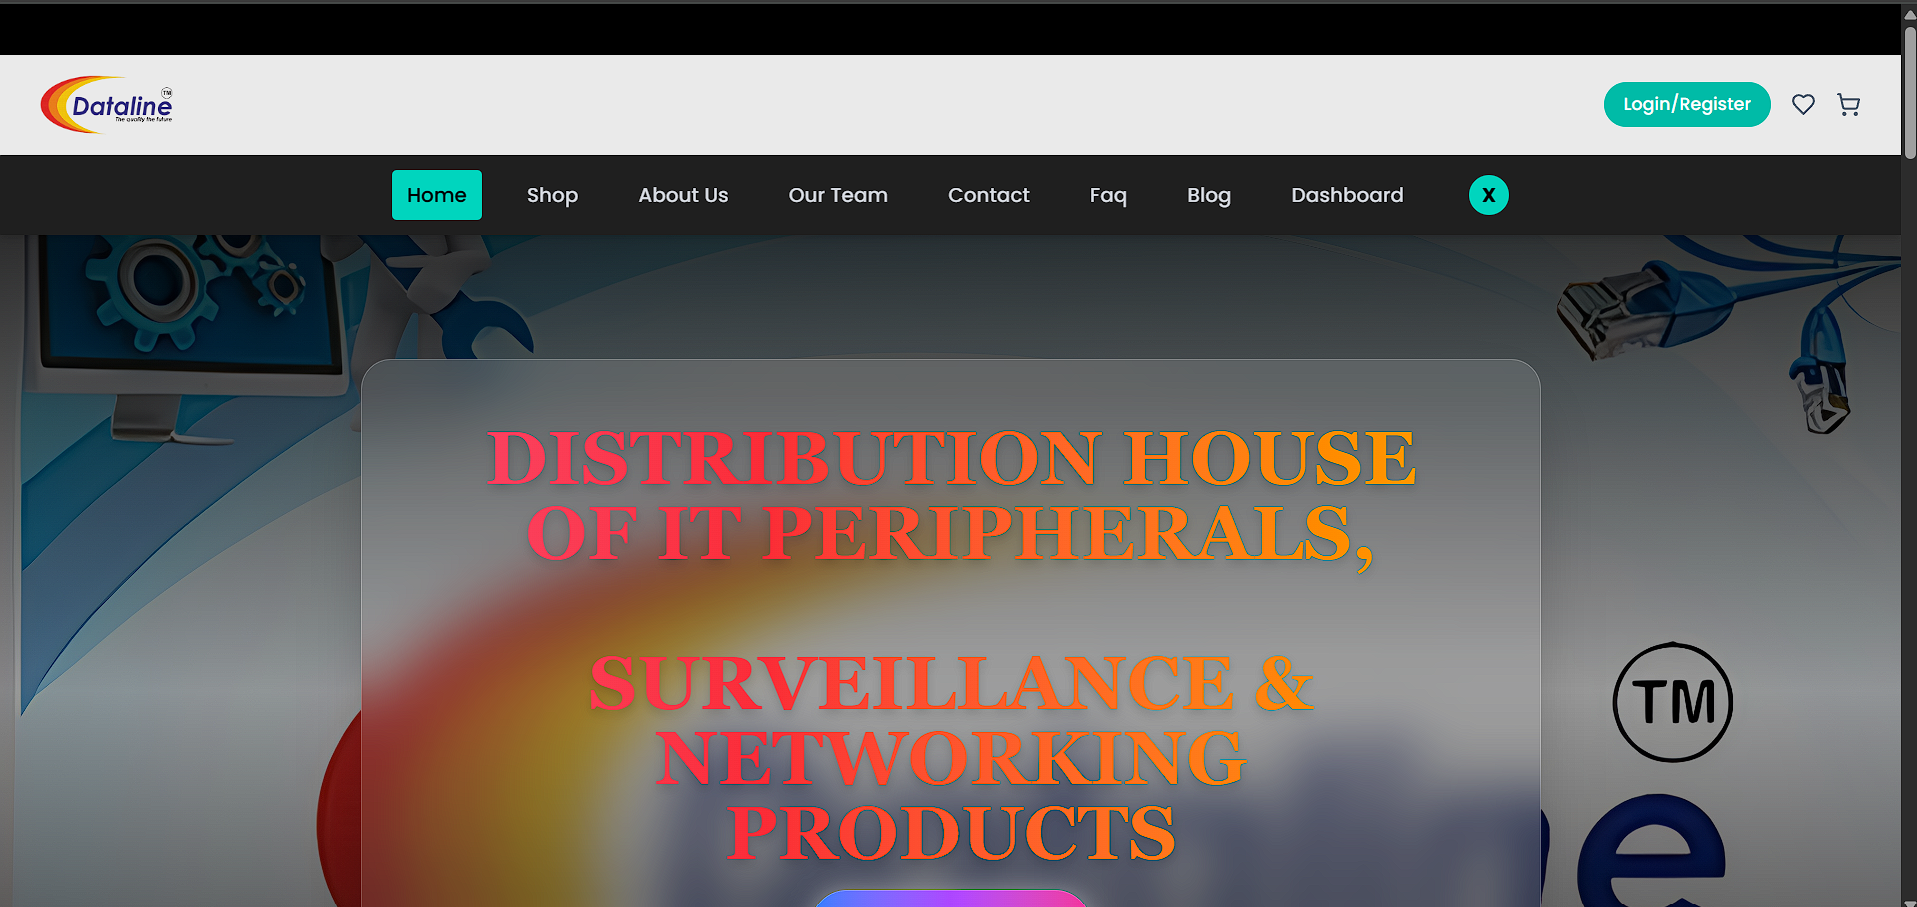 Dataline
TM
The quality the future
Login/Register
Home
Shop
About Us
Our Team
Contact
Faq
Blog
Dashboard
X
DISTRIBUTION HOUSE
OF IT PERIPHERALS,
SURVEILLANCE &
NETWORKING
PRODUCTS
TM
e